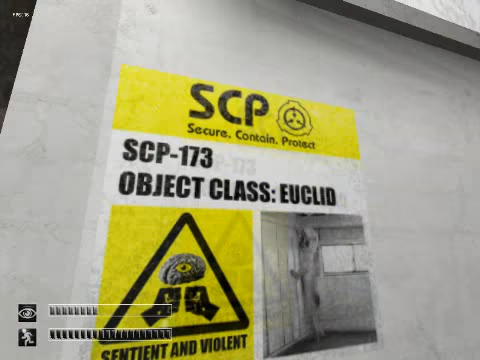 SCP
Secure. Contain. Protect
SCP-173
OBJECT CLASS: EUCLID
SENTIENT AND VIOLENT